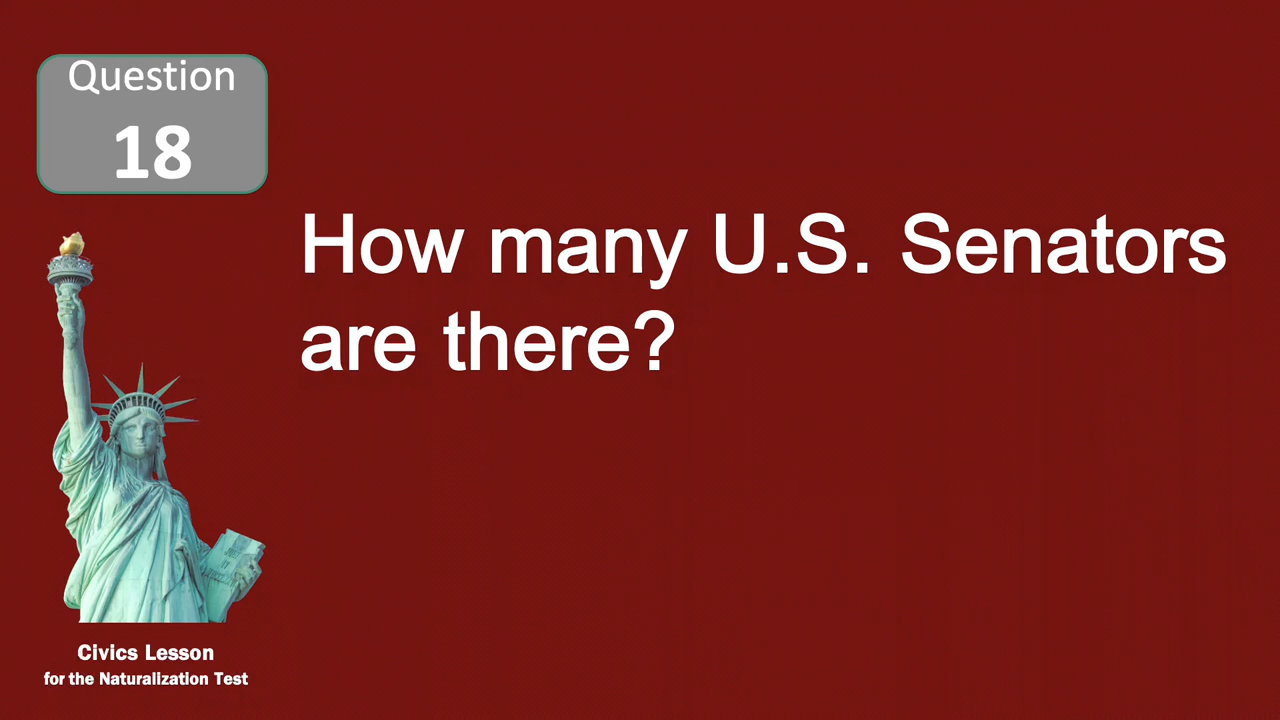 Question
18
How many U.S. Senators
are there?
Civics Lesson
for the Naturalization Test